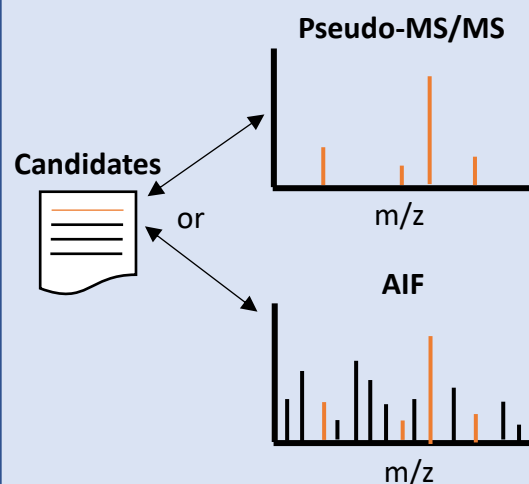 Pseudo-MS/MS
Candidates
or
m/z
AIF
m/z